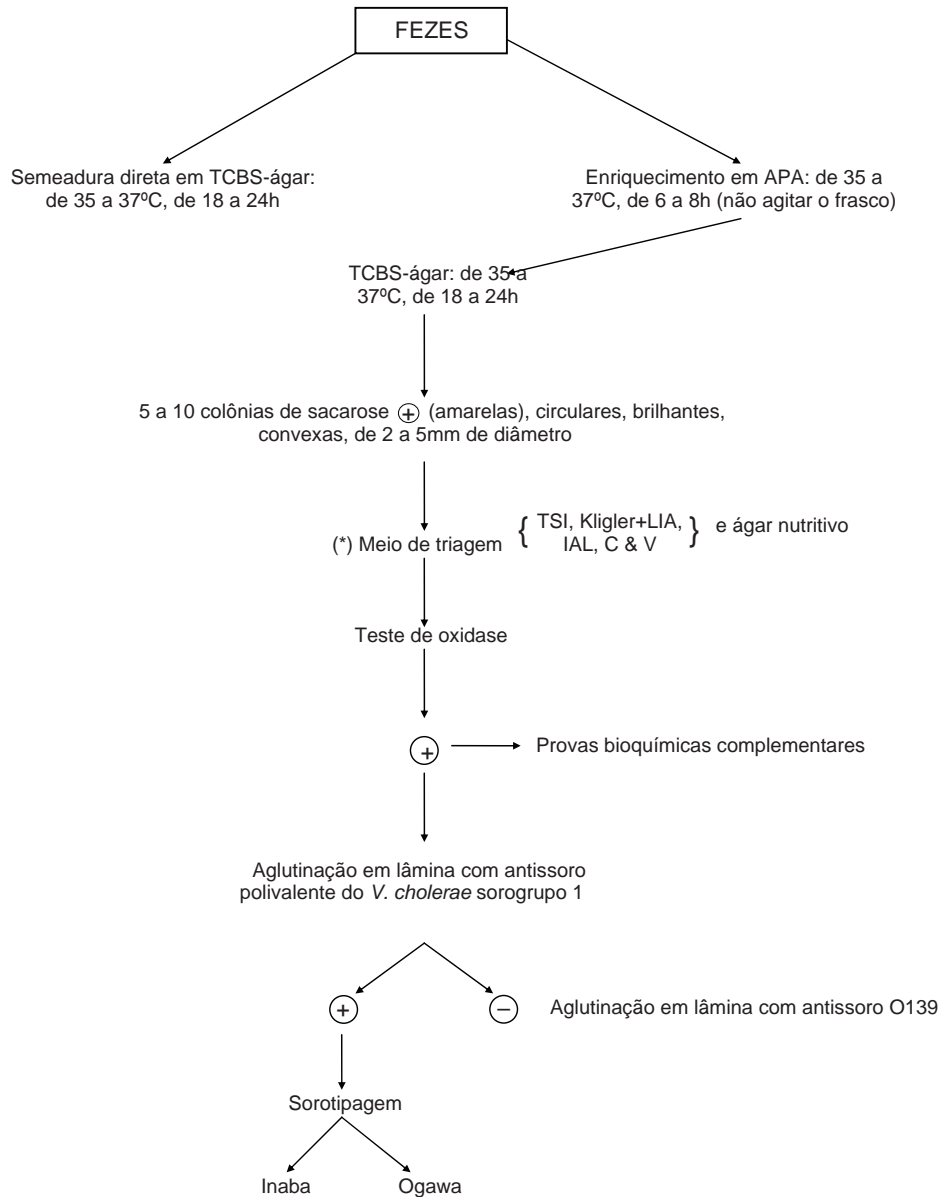 FEZES
Semeadura direta em TCBS-ágar:
de 35 a 37ºC, de 18 a 24h
Enriquecimento em APA: de 35 a
37ºC, de 6 a 8h (não agitar o frasco)
TCBS-ágar: de 35 a
37ºC, de 18 a 24h
5 a 10 colônias de sacarose + (amarelas), circulares, brilhantes,
convexas, de 2 a 5mm de diâmetro
(*) Meio de triagem { TSI, Kligler+LIA, } e ágar nutritivo
IAL, C & V
Teste de oxidase
+ Provas bioquímicas complementares
Aglutinação em lâmina com antissoro
polivalente do V. cholerae sorogrupo 1
+ − Aglutinação em lâmina com antissoro O139
Sorotipagem
Inaba Ogawa